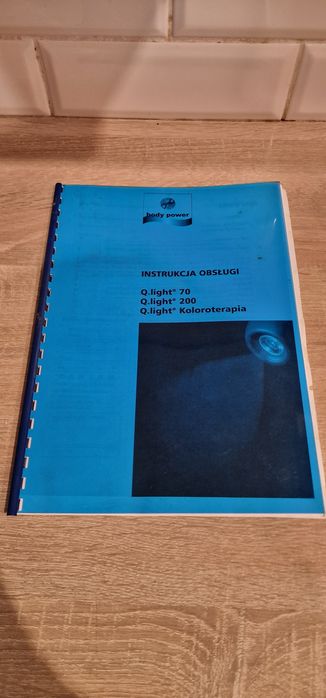 body power
INSTRUKCJA OBSŁUGI
Q.light® 70
Q.light® 200
Q.light® Koloroterapia